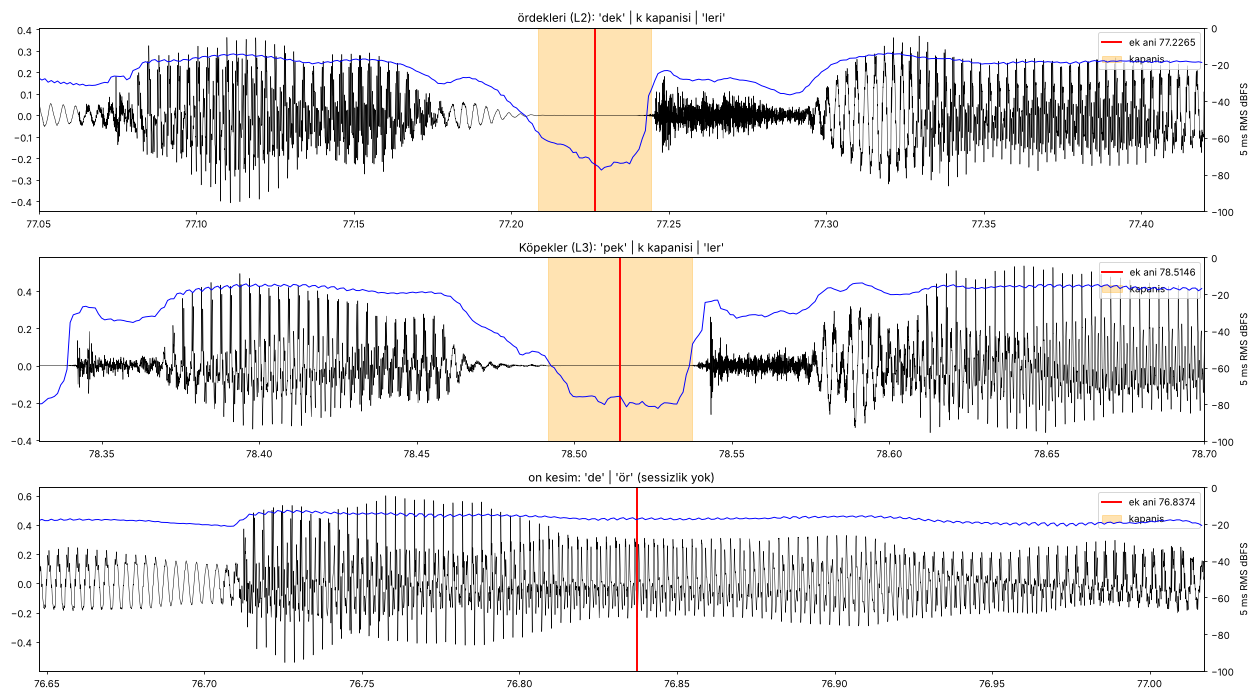 ördekleri (L2): 'dek' | k kapanisi | 'leri'
0.4
0.3
0.2
0.1
0.0
−0.1
−0.2
−0.3
−0.4
0
−20
−40
−60
−80
−100
5 ms RMS dBFS
ek ani 77.2265
kapanis
77.05 77.10 77.15 77.20 77.25 77.30 77.35 77.40
Köpekler (L3): 'pek' | k kapanisi | 'ler'
0.4
0.2
0.0
−0.2
−0.4
0
−20
−40
−60
−80
−100
5 ms RMS dBFS
ek ani 78.5146
kapanis
78.35 78.40 78.45 78.50 78.55 78.60 78.65 78.70
on kesim: 'de' | 'ör' (sessizlik yok)
0.6
0.4
0.2
0.0
−0.2
−0.4
0
−20
−40
−60
−80
−100
5 ms RMS dBFS
ek ani 76.8374
kapanis
76.65 76.70 76.75 76.80 76.85 76.90 76.95 77.00